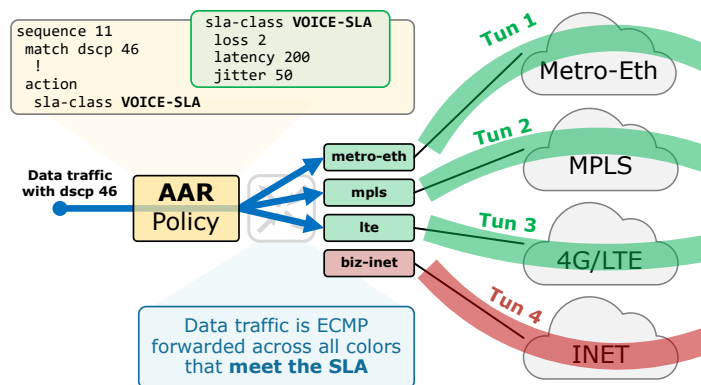 sequence 11
match dscp 46
!
action
sla-class VOICE-SLA
sla-class VOICE-SLA
loss 2
latency 200
jitter 50
Data traffic
with dscp 46
AAR
Policy
metro-eth
mpls
lte
biz-inet
Tun 1
Metro-Eth
Tun 2
MPLS
Tun 3
4G/LTE
Tun 4
INET
Data traffic is ECMP
forwarded across all colors
that meet the SLA